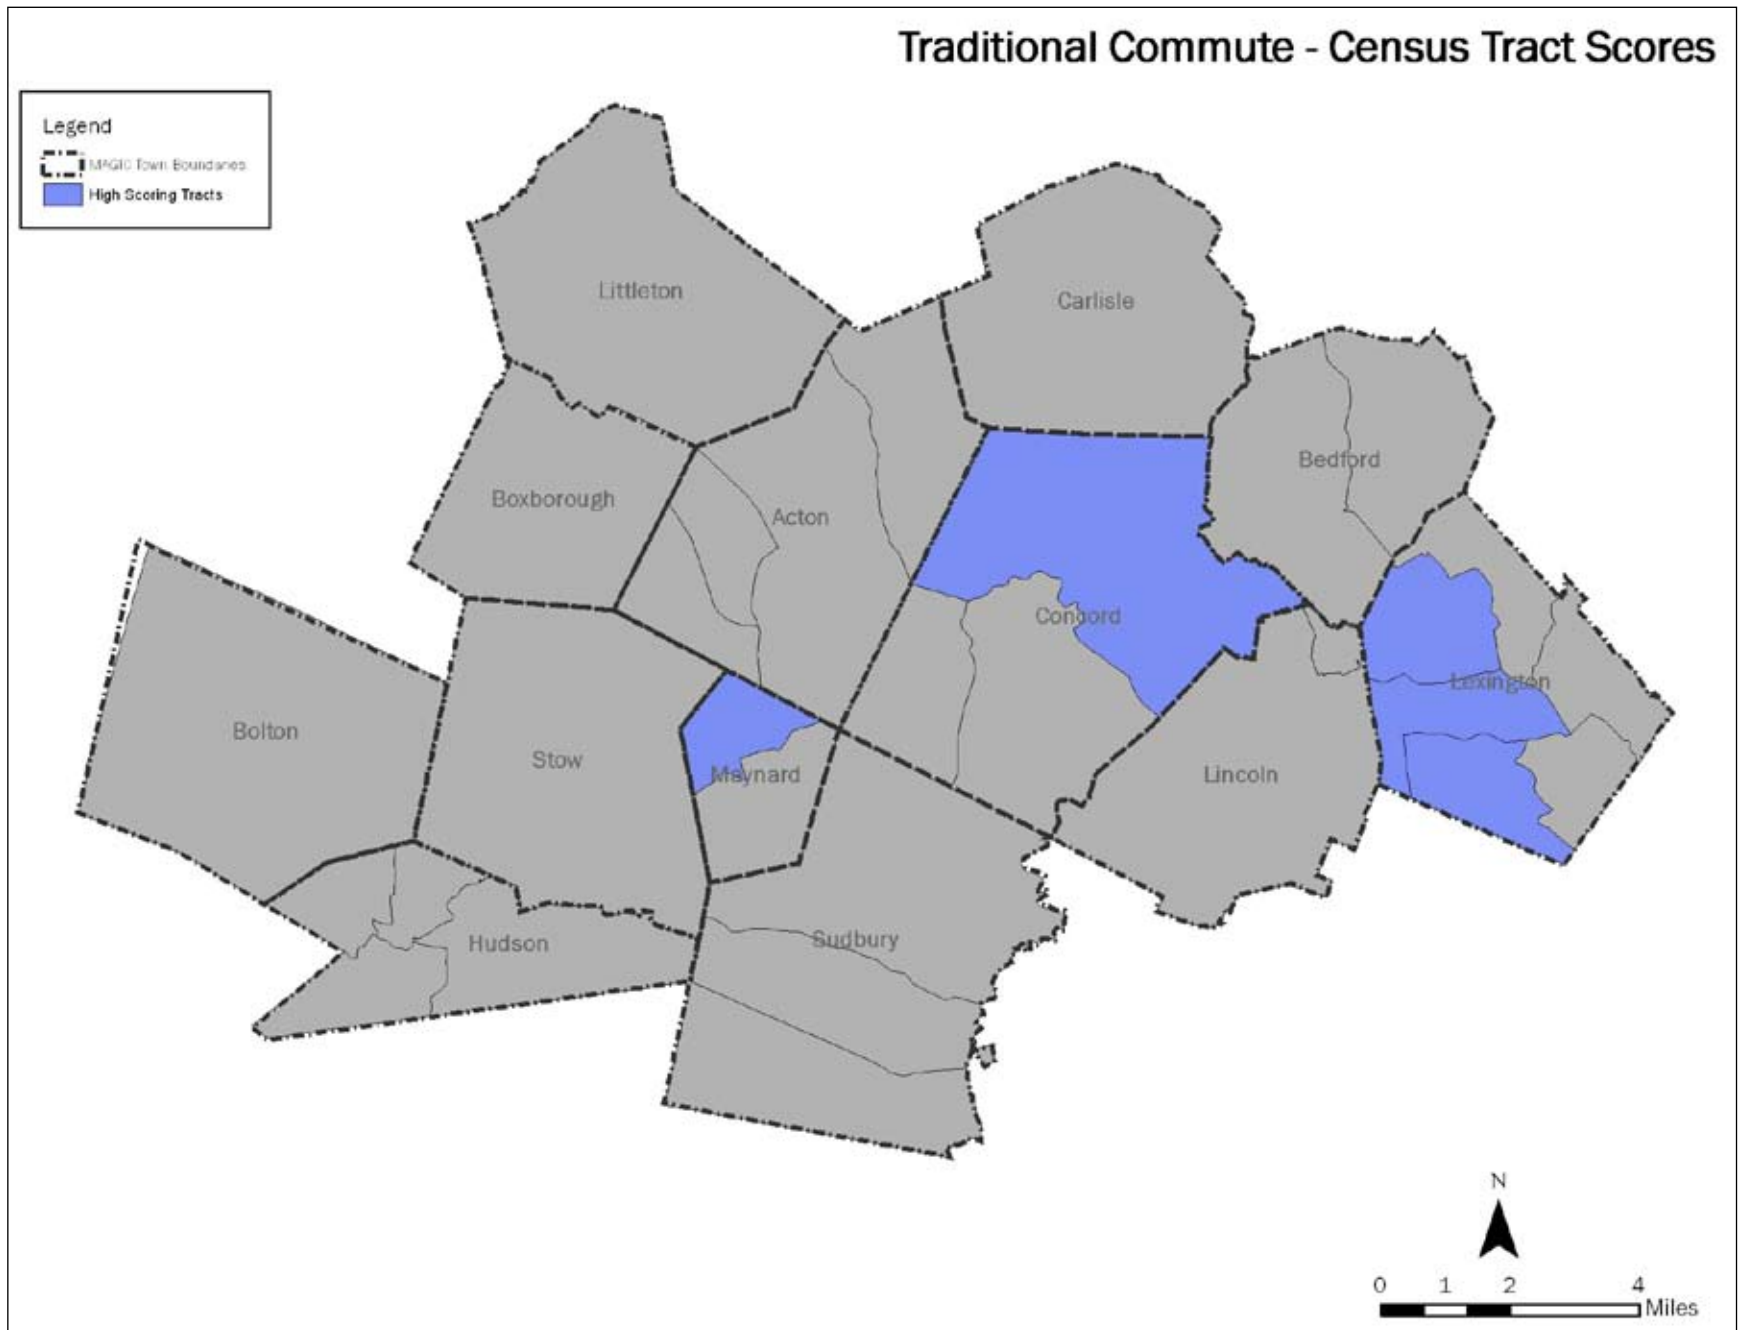 Traditional Commute - Census Tract Scores
Legend
MAGIC Town Boundaries
High Scoring Tracts
Littleton
Carlisle
Bedford
Boxborough
Acton
Concord
Lexington
Bolton
Stow
Maynard
Lincoln
Hudson
Sudbury
N
0 1 2 4
Miles